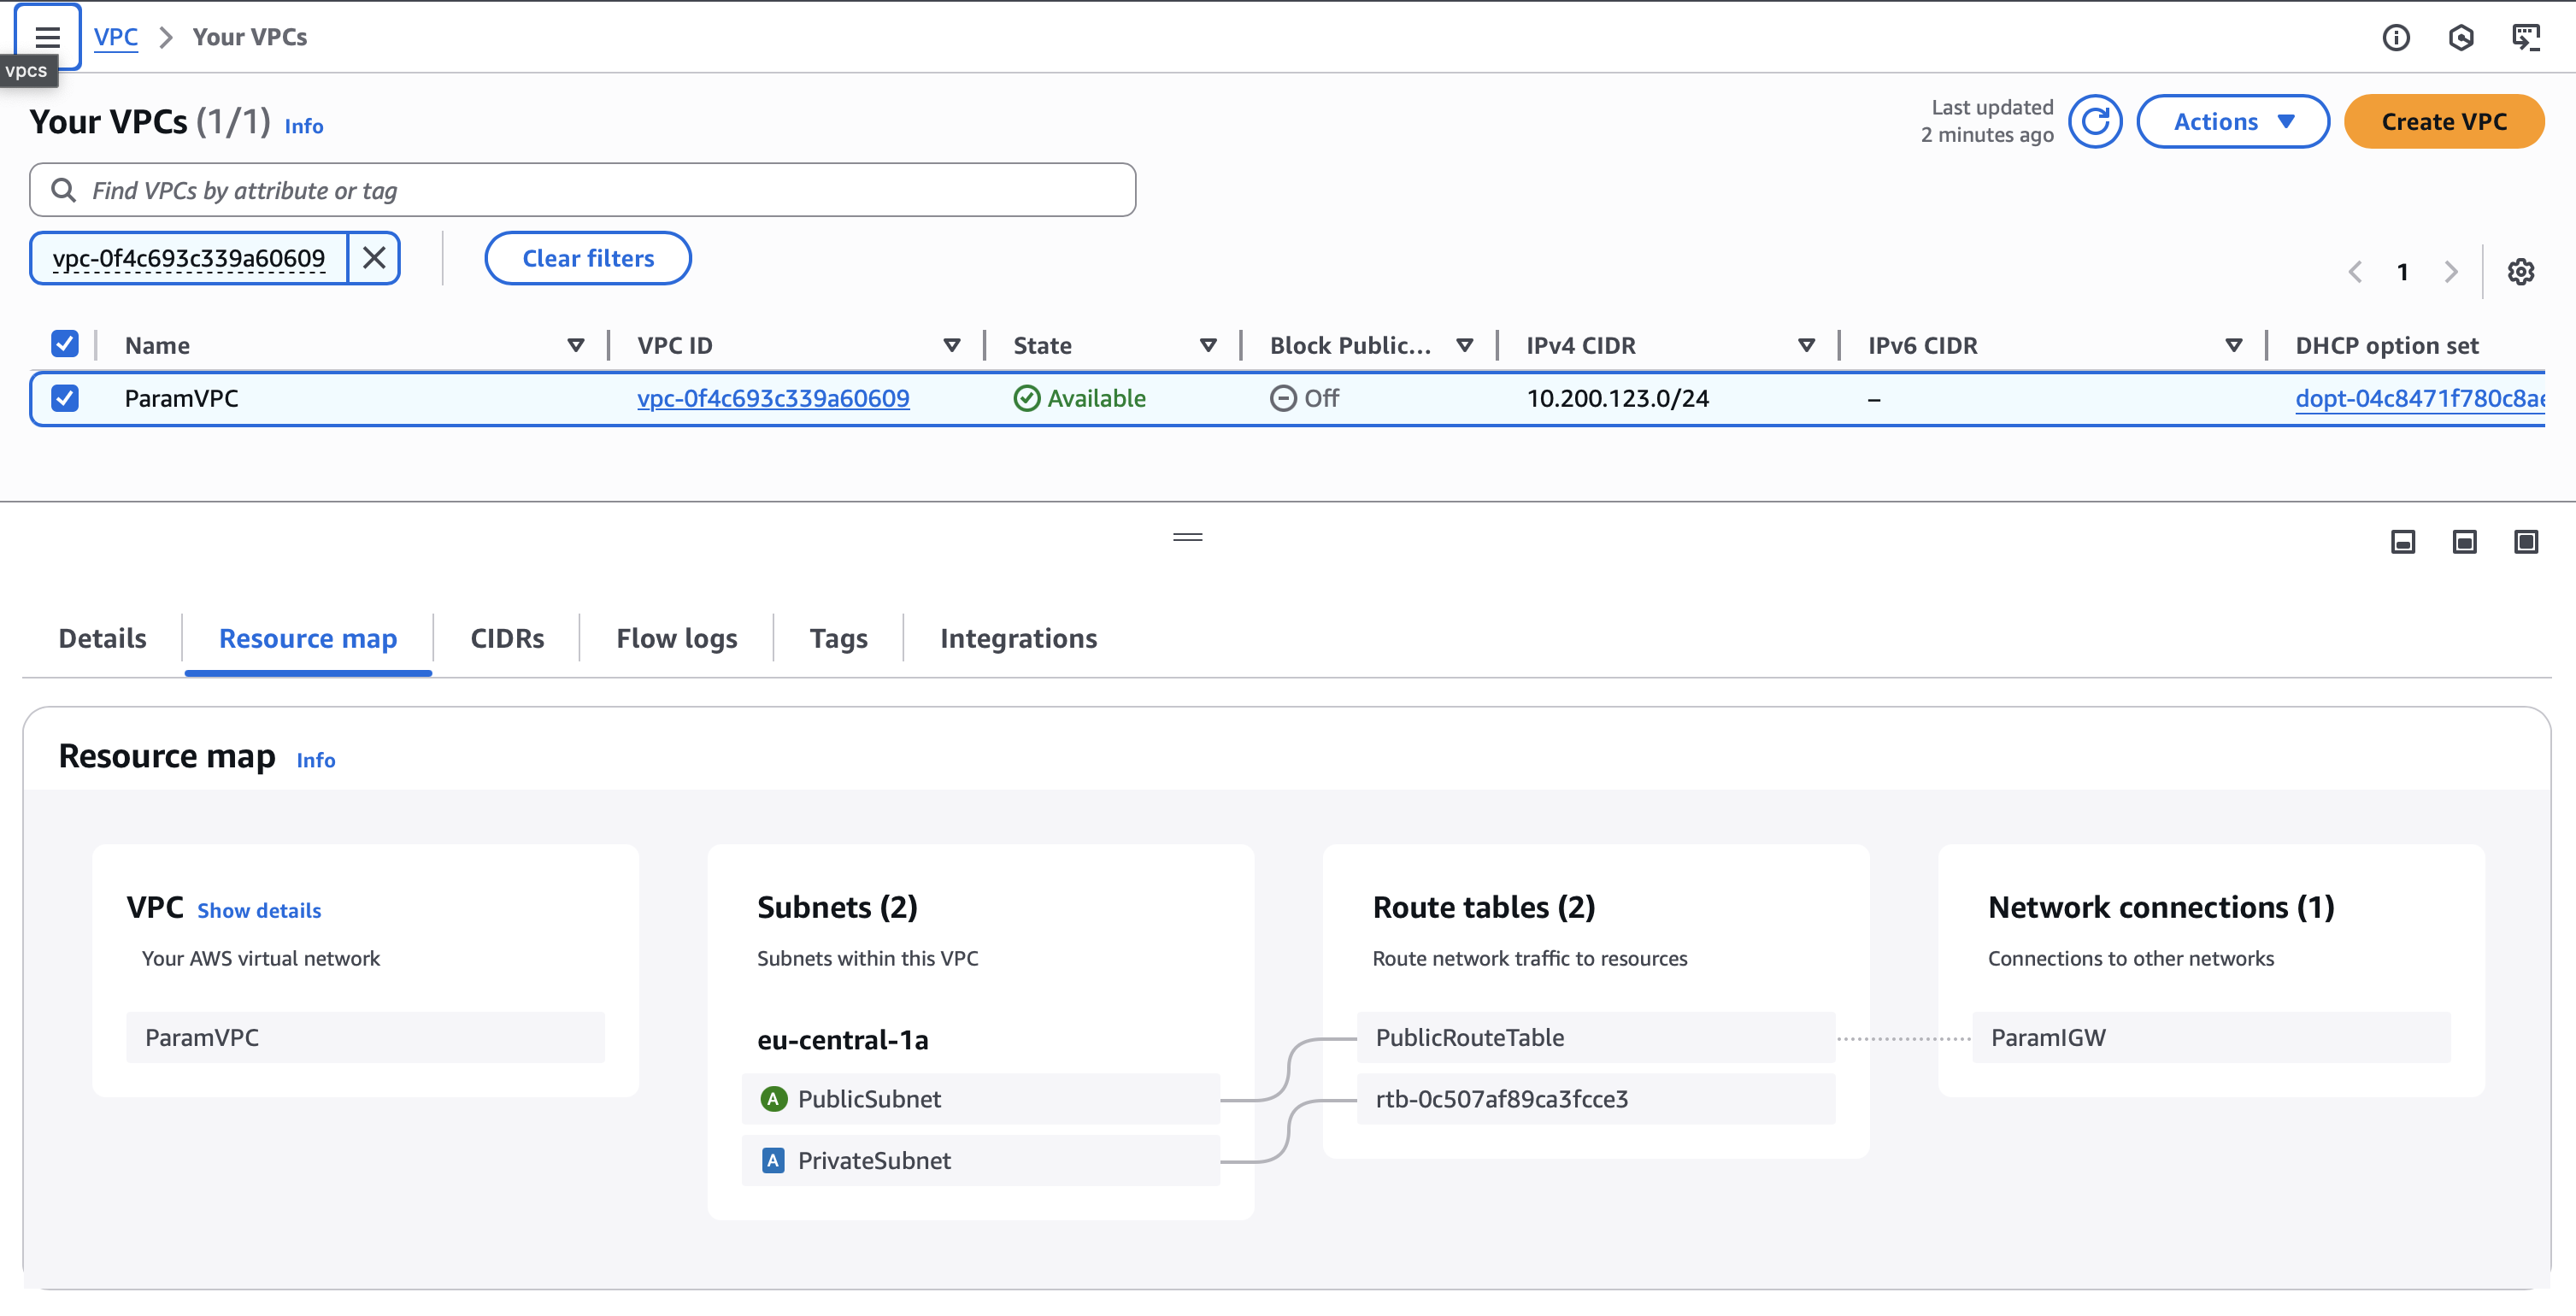 VPC > Your VPCs
vpcs
Your VPCs (1/1) Info
Last updated
2 minutes ago
Actions
Create VPC
Find VPCs by attribute or tag
vpc-0f4c693c339a60609
Clear filters
1
Name VPC ID State Block Public... IPv4 CIDR IPv6 CIDR DHCP option set
ParamVPC vpc-0f4c693c339a60609 Available Off 10.200.123.0/24 – dopt-04c8471f780c8ae
Details Resource map CIDRs Flow logs Tags Integrations
Resource map Info
VPC Show details
Your AWS virtual network
ParamVPC
Subnets (2)
Subnets within this VPC
eu-central-1a
A PublicSubnet
A PrivateSubnet
Route tables (2)
Route network traffic to resources
PublicRouteTable
rtb-0c507af89ca3fcce3
Network connections (1)
Connections to other networks
ParamIGW